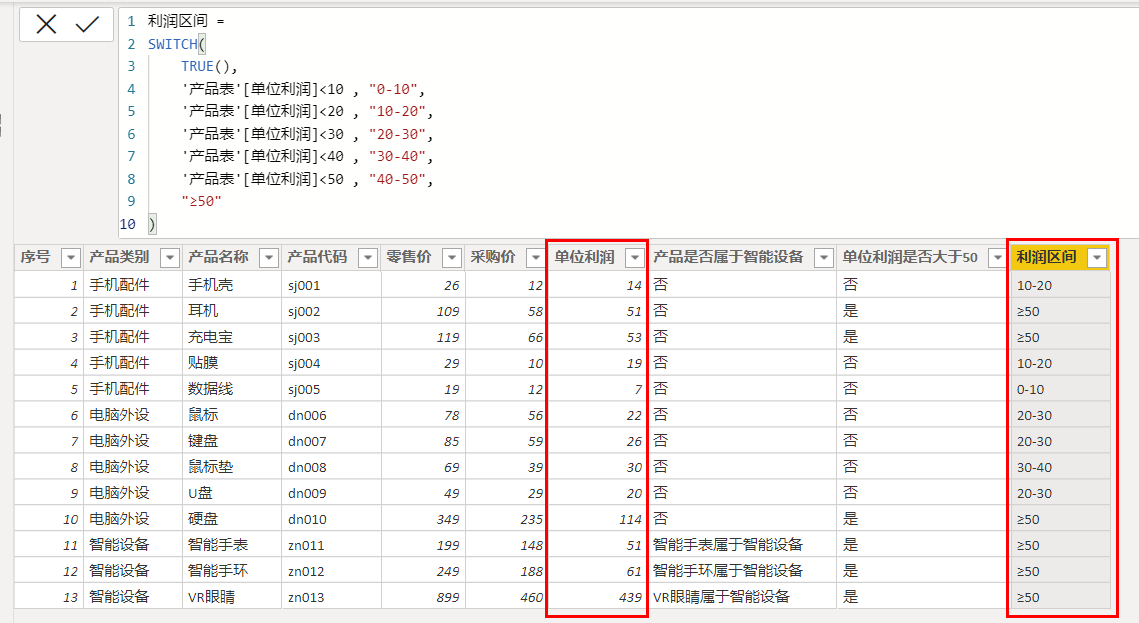 1 利润区间 =
2 SWITCH(
3 TRUE(),
4 '产品表'[单位利润]<10 , "0-10",
5 '产品表'[单位利润]<20 , "10-20",
6 '产品表'[单位利润]<30 , "20-30",
7 '产品表'[单位利润]<40 , "30-40",
8 '产品表'[单位利润]<50 , "40-50",
9 "≥50"
10 )
序号 产品类别 产品名称 产品代码 零售价 采购价 单位利润 产品是否属于智能设备 单位利润是否大于50 利润区间
1 手机配件 手机壳 sj001 26 12 14 否 否 10-20
2 手机配件 耳机 sj002 109 58 51 否 是 ≥50
3 手机配件 充电宝 sj003 119 66 53 否 是 ≥50
4 手机配件 贴膜 sj004 29 10 19 否 否 10-20
5 手机配件 数据线 sj005 19 12 7 否 否 0-10
6 电脑外设 鼠标 dn006 78 56 22 否 否 20-30
7 电脑外设 键盘 dn007 85 59 26 否 否 20-30
8 电脑外设 鼠标垫 dn008 69 39 30 否 否 30-40
9 电脑外设 U盘 dn009 49 29 20 否 否 20-30
10 电脑外设 硬盘 dn010 349 235 114 否 是 ≥50
11 智能设备 智能手表 zn011 199 148 51 智能手表属于智能设备 是 ≥50
12 智能设备 智能手环 zn012 249 188 61 智能手环属于智能设备 是 ≥50
13 智能设备 VR眼睛 zn013 899 460 439 VR眼睛属于智能设备 是 ≥50